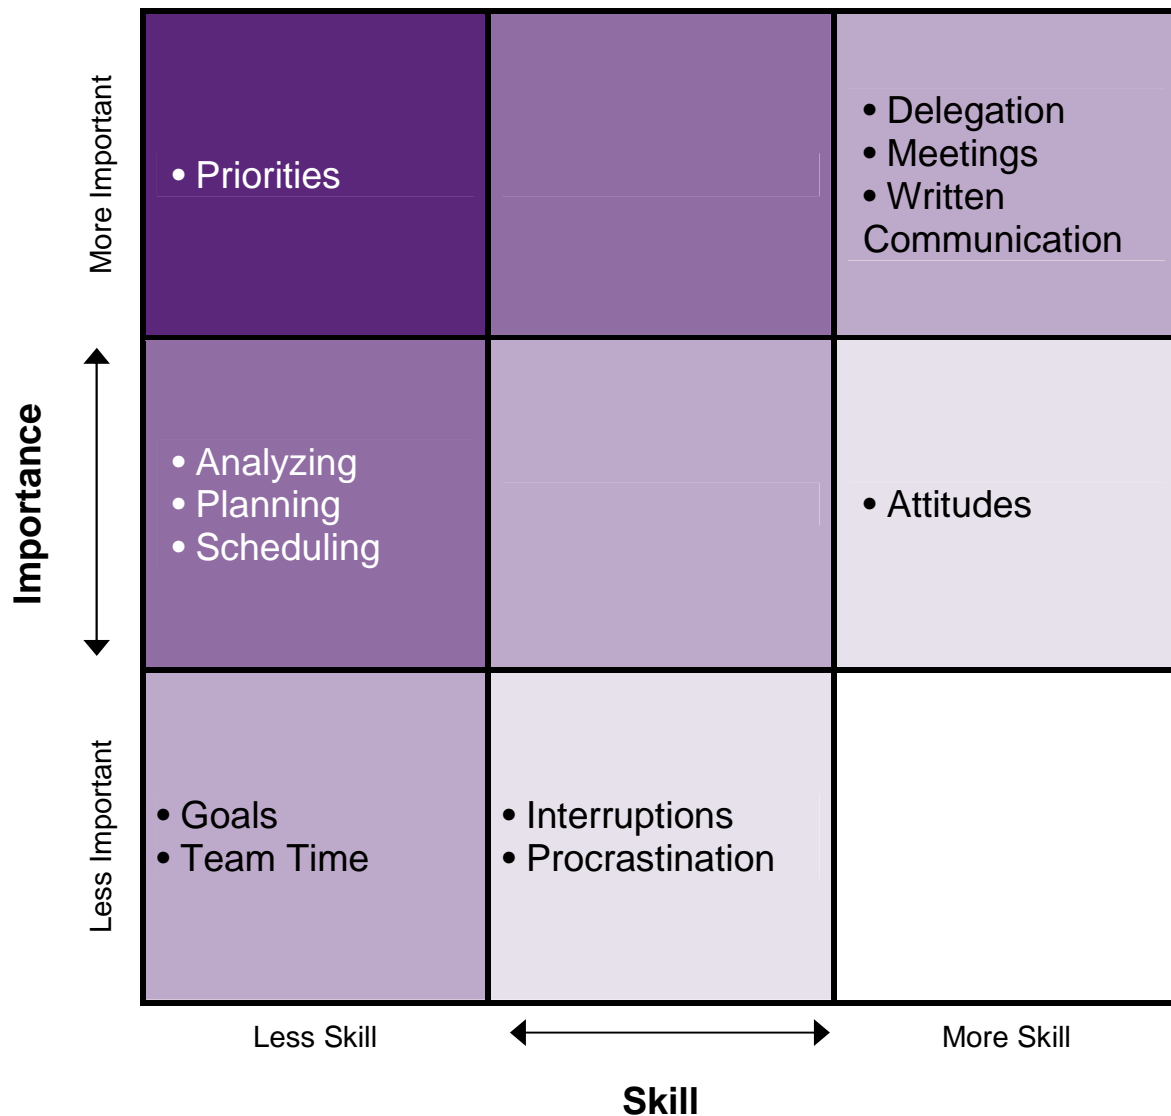 More Important
• Priorities
• Delegation
• Meetings
• Written
Communication
Importance
• Analyzing
• Planning
• Scheduling
• Attitudes
Less Important
• Goals
• Team Time
• Interruptions
• Procrastination
Less Skill
More Skill
Skill